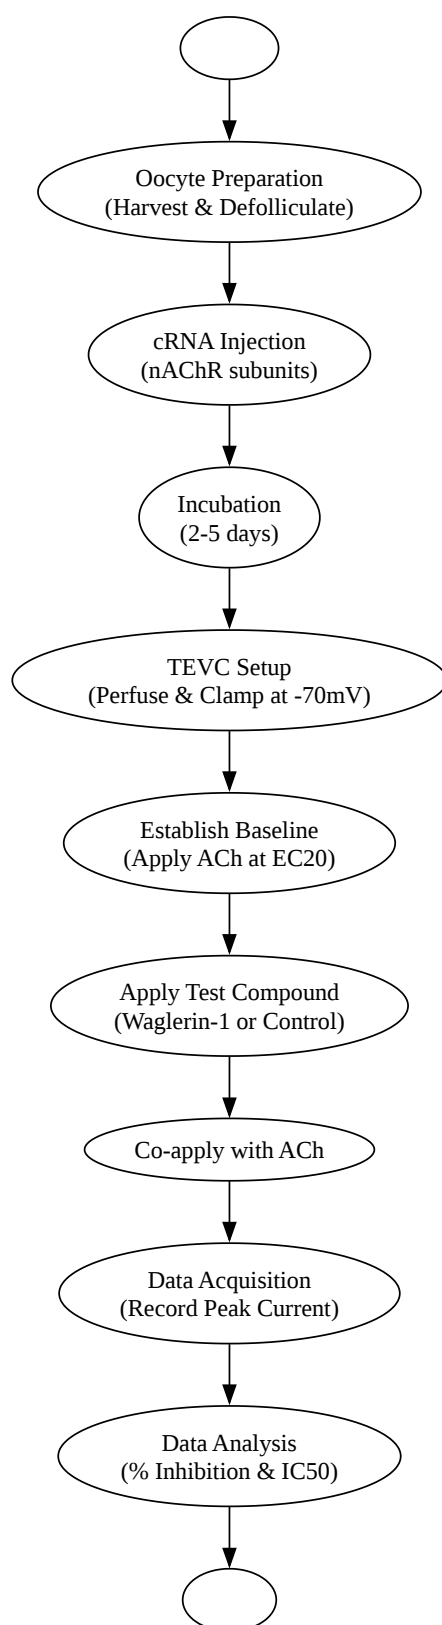 Oocyte Preparation
(Harvest & Defolliculate)
cRNA Injection
(nAChR subunits)
Incubation
(2-5 days)
TEVC Setup
(Perfuse & Clamp at -70mV)
Establish Baseline
(Apply ACh at EC20)
Apply Test Compound
(Waglerin-1 or Control)
Co-apply with ACh
Data Acquisition
(Record Peak Current)
Data Analysis
(% Inhibition & IC50)